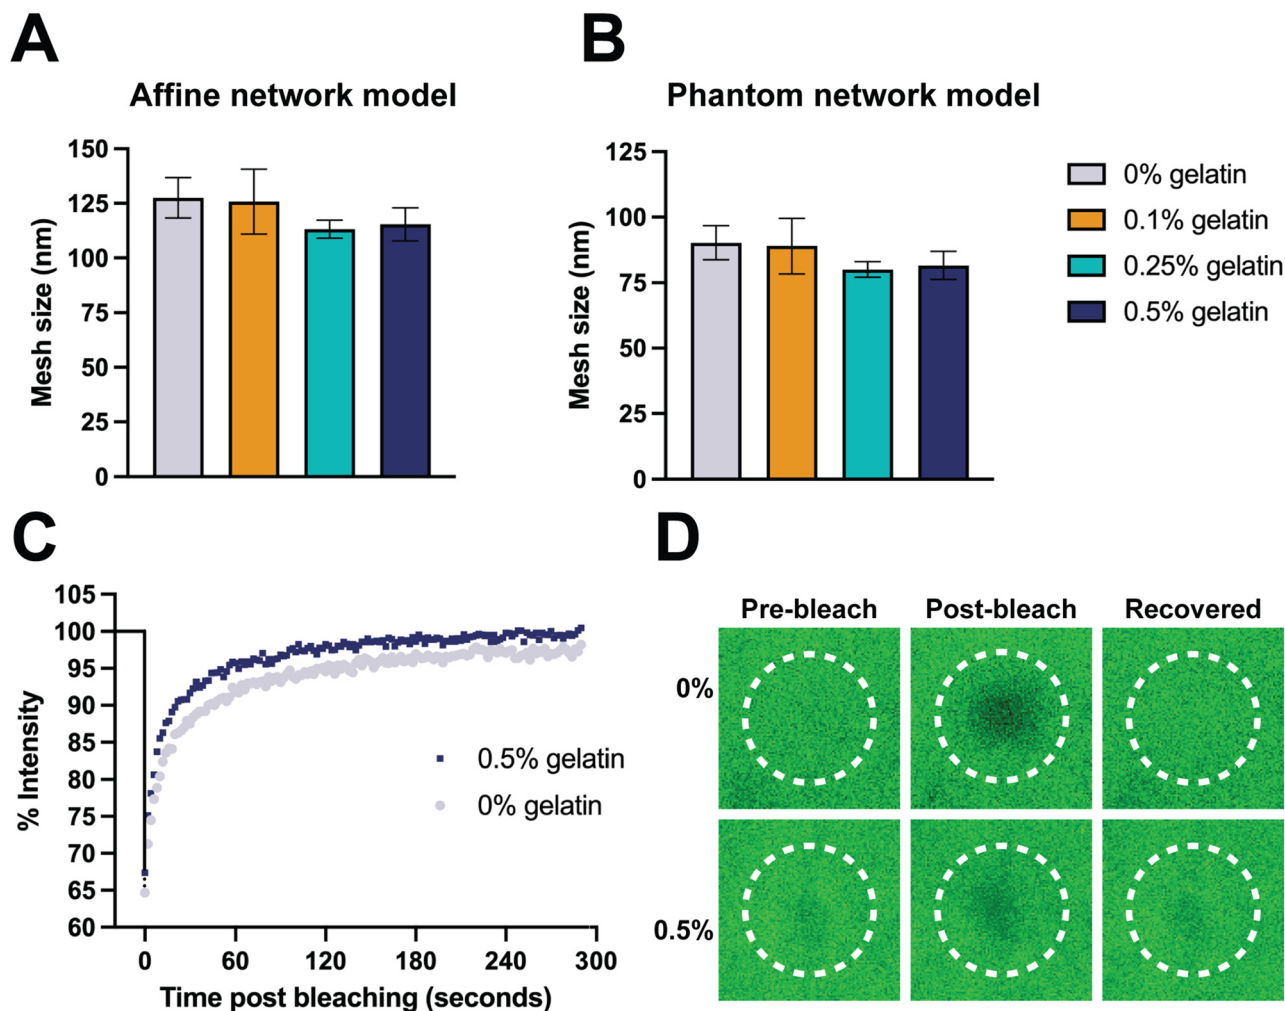 A
Affine network model
Mesh size (nm)
150
125
100
75
50
25
0
B
Phantom network model
Mesh size (nm)
125
100
75
50
25
0
0% gelatin
0.1% gelatin
0.25% gelatin
0.5% gelatin
C
% Intensity
105
100
95
90
85
80
75
70
65
60
0.5% gelatin
0% gelatin
0 60 120 180 240 300
Time post bleaching (seconds)
D
Pre-bleach Post-bleach Recovered
0%
0.5%